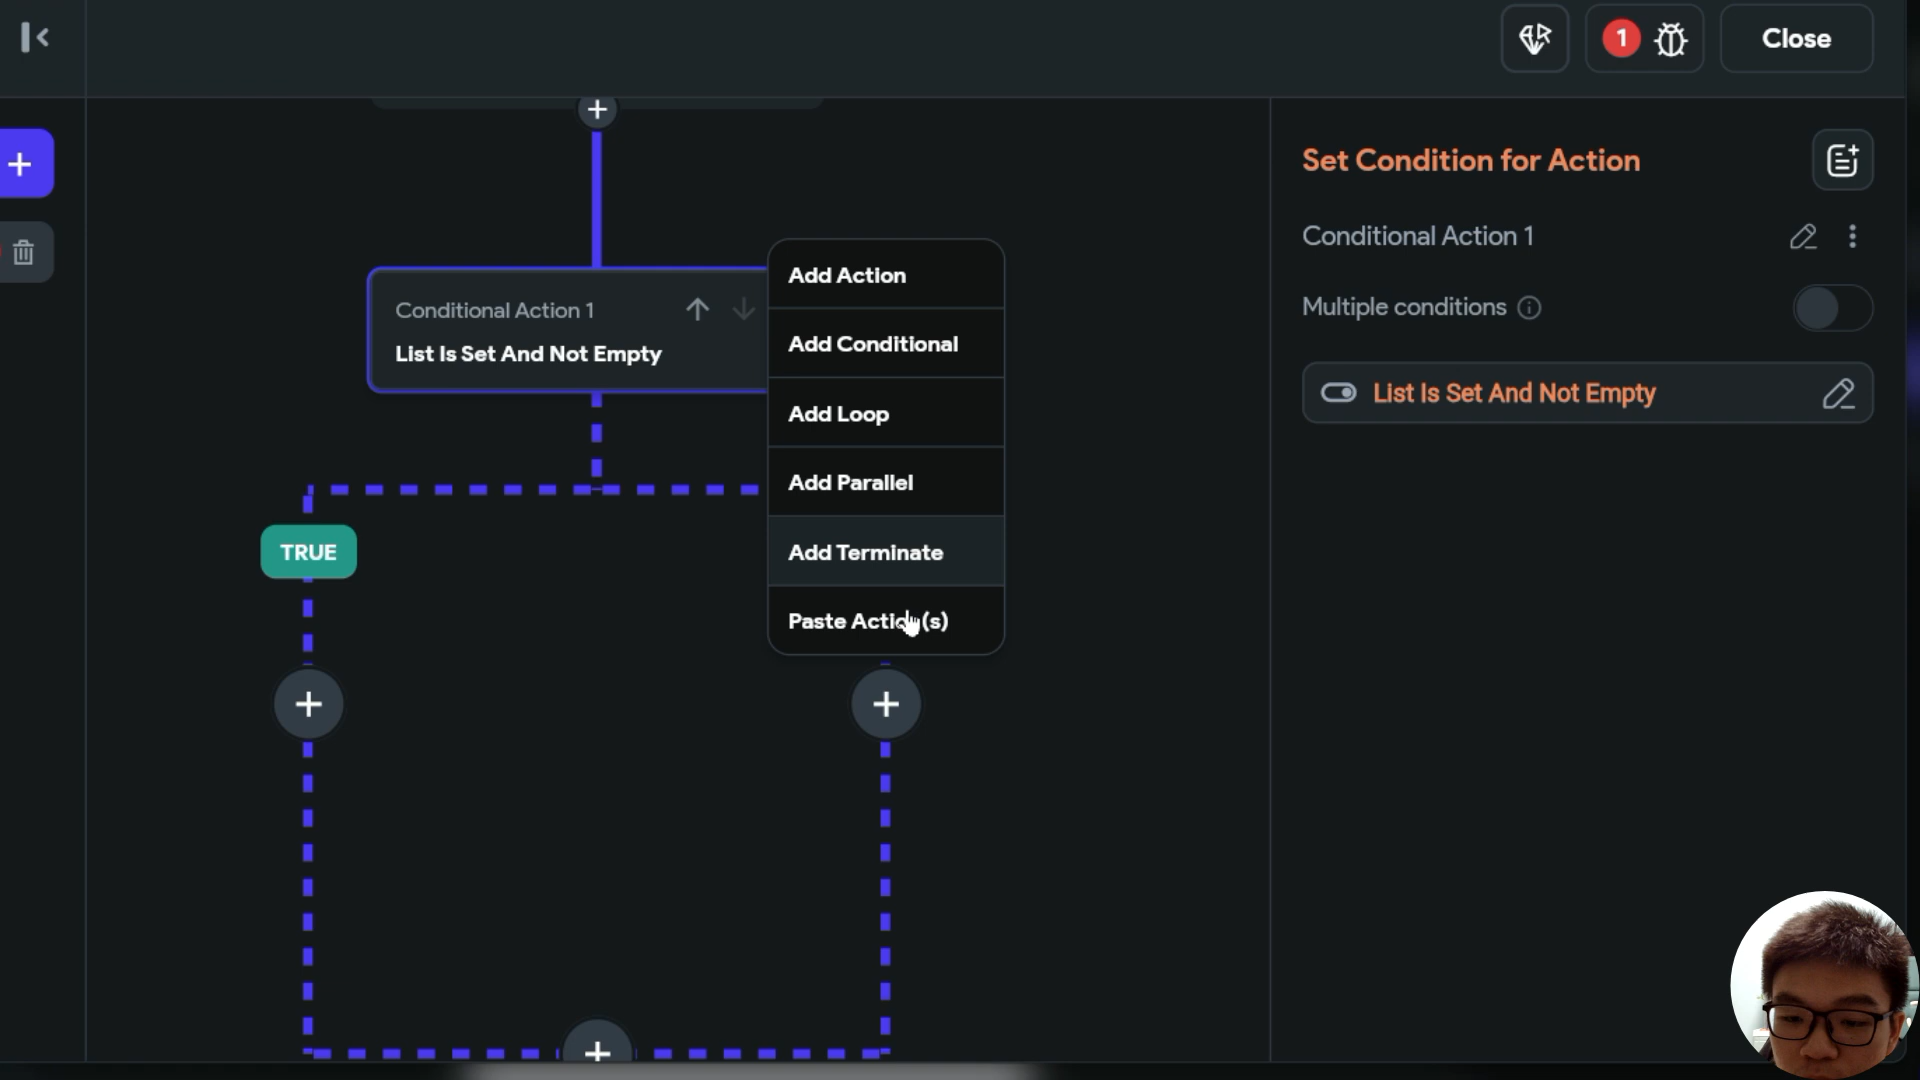 1
Close
Set Condition for Action
Conditional Action 1
Multiple conditions
List Is Set And Not Empty
Conditional Action 1
List Is Set And Not Empty
TRUE
Add Action
Add Conditional
Add Loop
Add Parallel
Add Terminate
Paste Action(s)